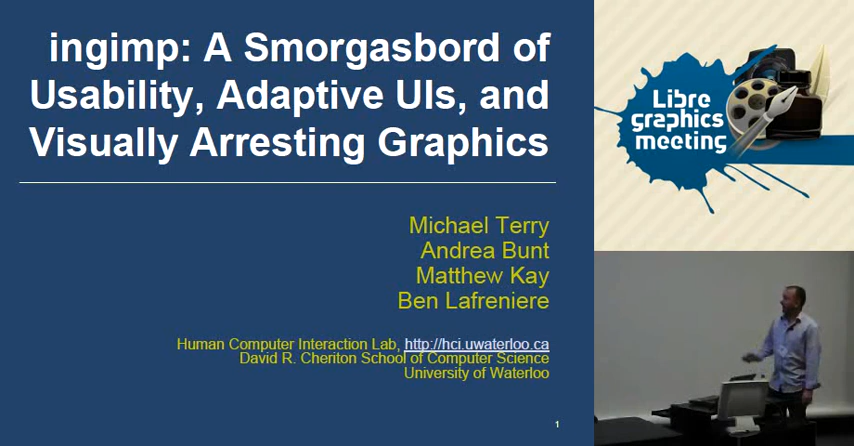 ingimp: A Smorgasbord of
Usability, Adaptive UIs, and
Visually Arresting Graphics
Michael Terry
Andrea Bunt
Matthew Kay
Ben Lafreniere
Human Computer Interaction Lab, http://hci.uwaterloo.ca
David R. Cheriton School of Computer Science
University of Waterloo
1
Libre
graphics
meeting